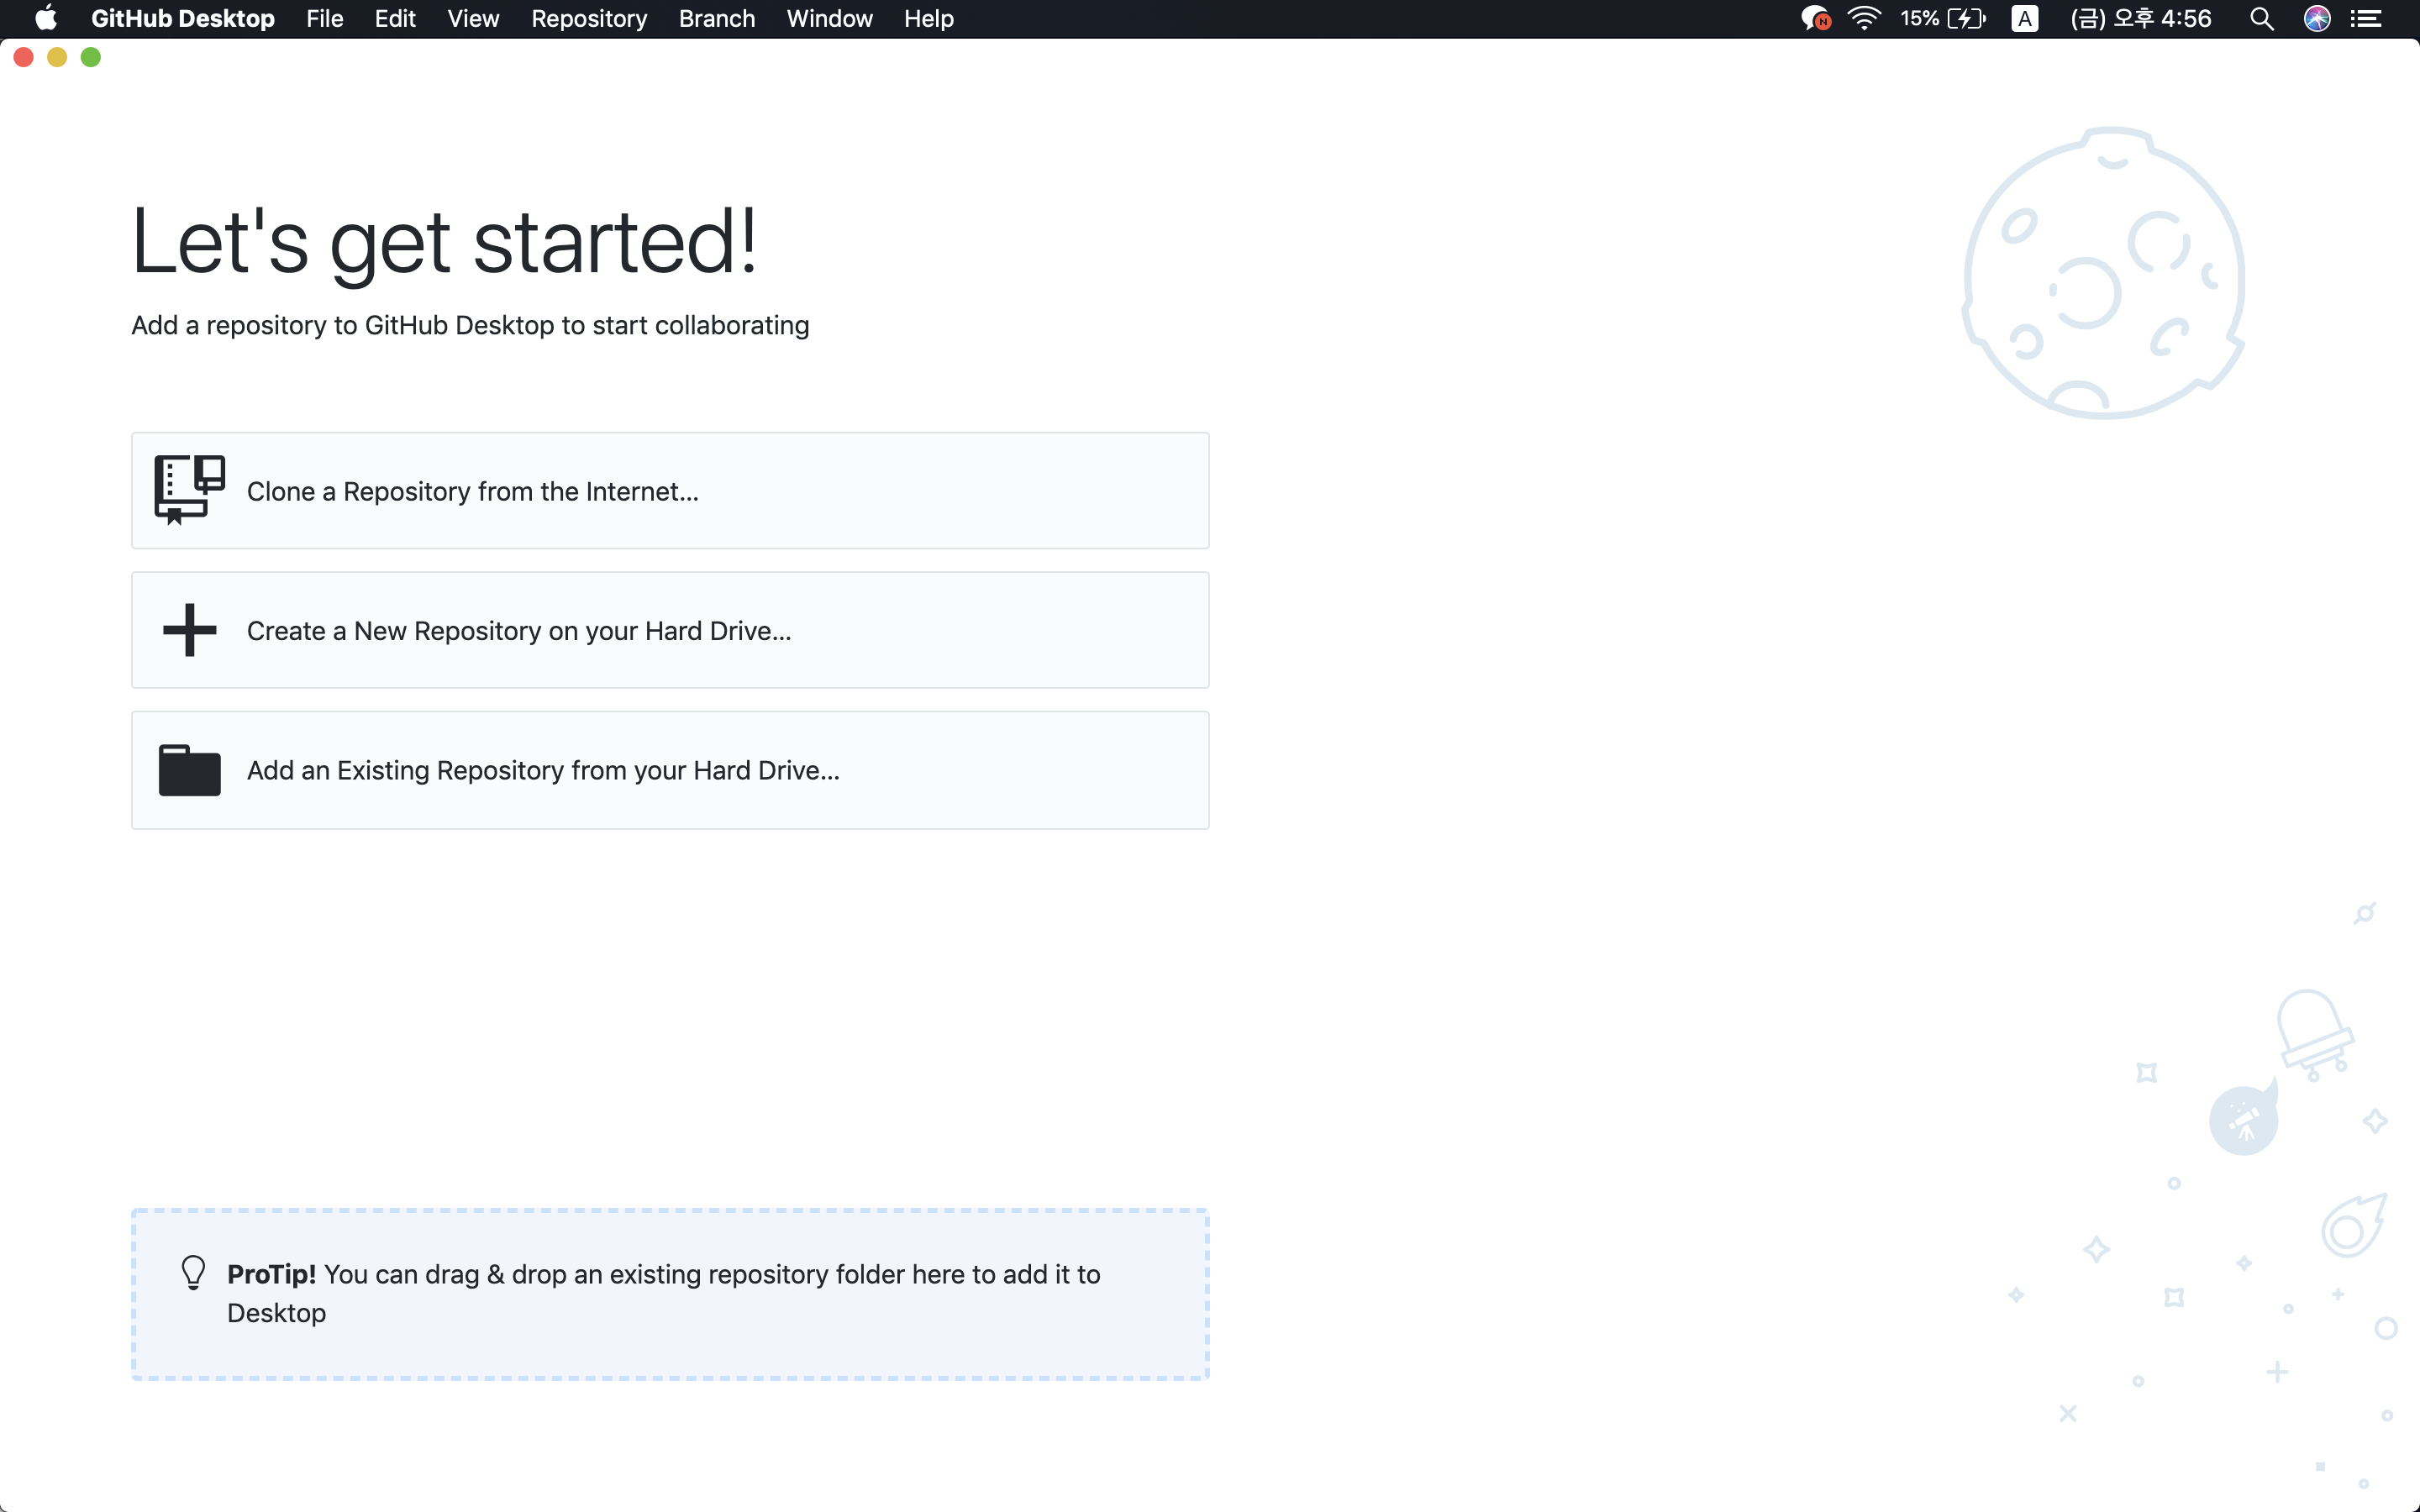 GitHub Desktop File Edit View Repository Branch Window Help N 15% A (금) 오후 4:56
Let's get started!
Add a repository to GitHub Desktop to start collaborating
Clone a Repository from the Internet...
Create a New Repository on your Hard Drive...
Add an Existing Repository from your Hard Drive...
ProTip! You can drag & drop an existing repository folder here to add it to
Desktop